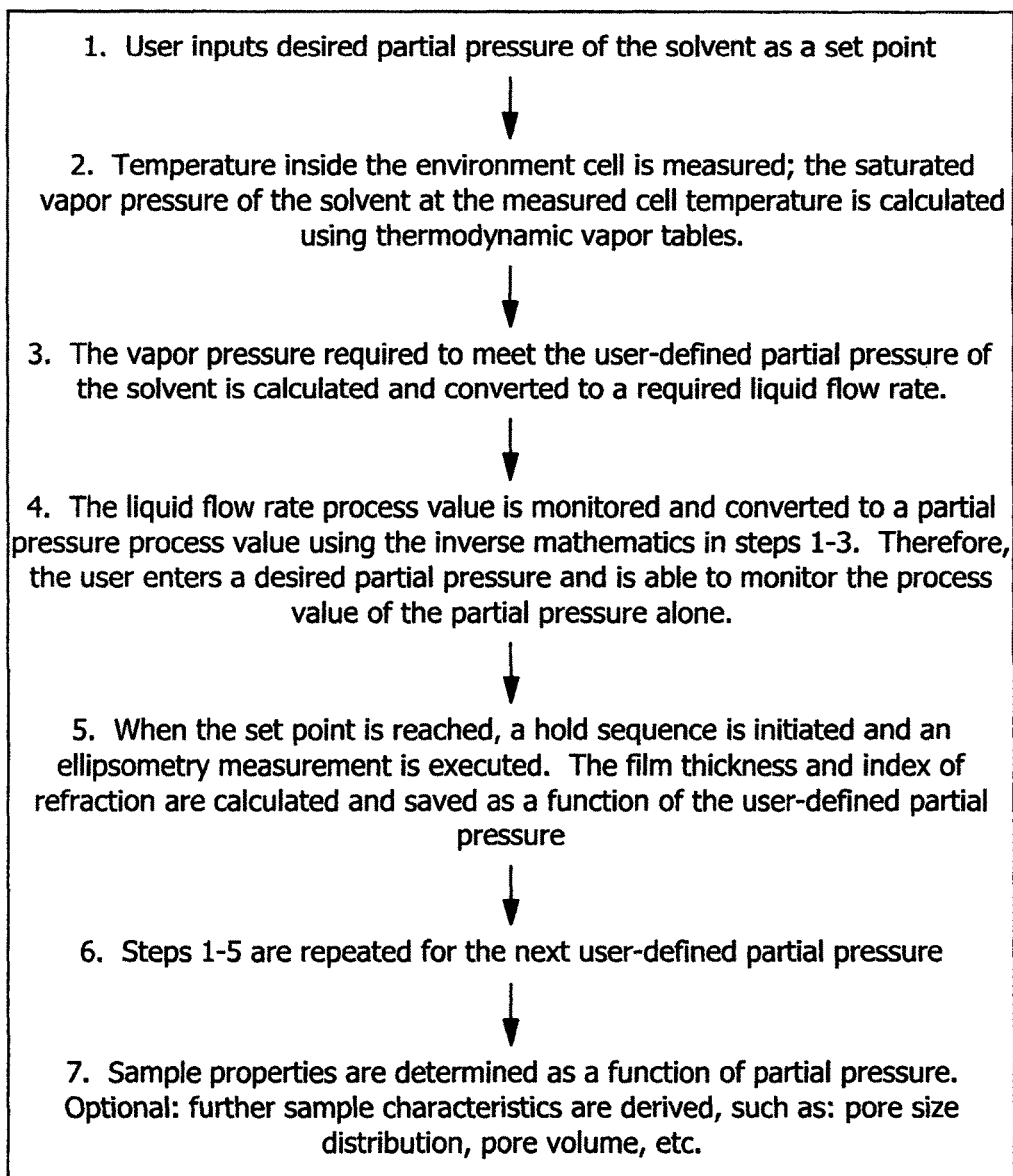 1. User inputs desired partial pressure of the solvent as a set point
2. Temperature inside the environment cell is measured; the saturated
vapor pressure of the solvent at the measured cell temperature is calculated
using thermodynamic vapor tables.
3. The vapor pressure required to meet the user-defined partial pressure of
the solvent is calculated and converted to a required liquid flow rate.
4. The liquid flow rate process value is monitored and converted to a partial
pressure process value using the inverse mathematics in steps 1-3. Therefore,
the user enters a desired partial pressure and is able to monitor the process
value of the partial pressure alone.
5. When the set point is reached, a hold sequence is initiated and an
ellipsometry measurement is executed. The film thickness and index of
refraction are calculated and saved as a function of the user-defined partial
pressure
6. Steps 1-5 are repeated for the next user-defined partial pressure
7. Sample properties are determined as a function of partial pressure.
Optional: further sample characteristics are derived, such as: pore size
distribution, pore volume, etc.